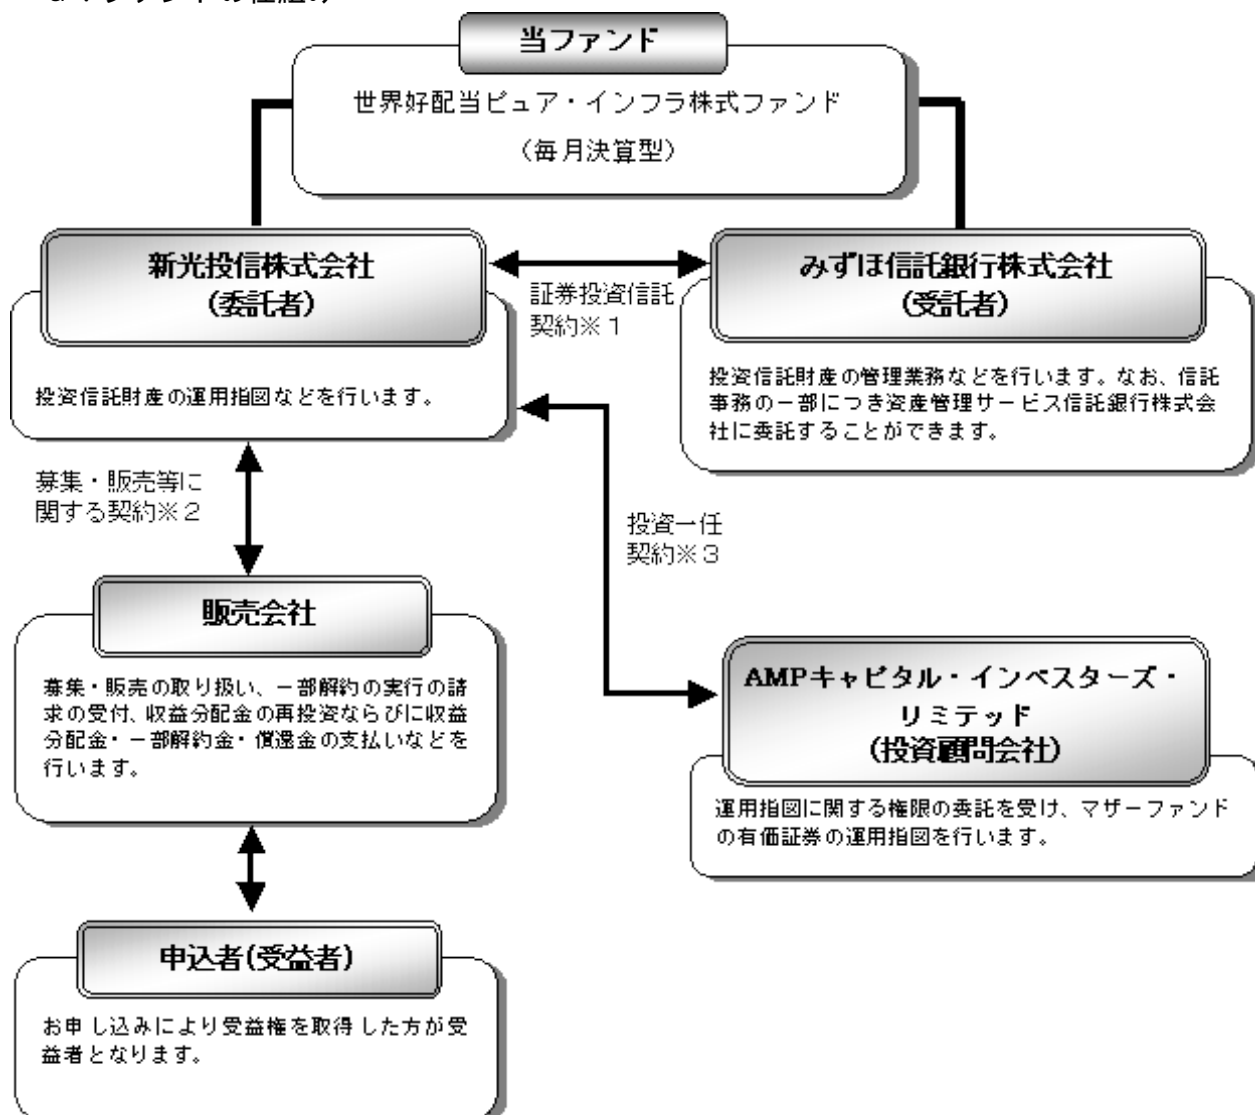 当ファンド
世界好配当ピュア・インフラ株式ファンド
（毎月決算型）
新光投信株式会社
（委託者）
投資信託財産の運用指図などを行います。
証券投資信託
契約※１
みずほ信託銀行株式会社
（受託者）
投資信託財産の管理業務などを行います。なお、信託
事務の一部につき資産管理サービス信託銀行株式会
社に委託することができます。
募集・販売等に
関する契約※２
投資一任
契約※３
販売会社
募集・販売の取り扱い、一部解約の実行の請
求の受付、収益分配金の再投資ならびに収益
分配金・一部解約金・償還金の支払いなどを
行います。
AMPキャピタル・インベスターズ・
リミテッド
（投資顧問会社）
運用指図に関する権限の委託を受け、マザーファンド
の有価証券の運用指図を行います。
申込者（受益者）
お申し込みにより受益権を取得した方が受
益者となります。